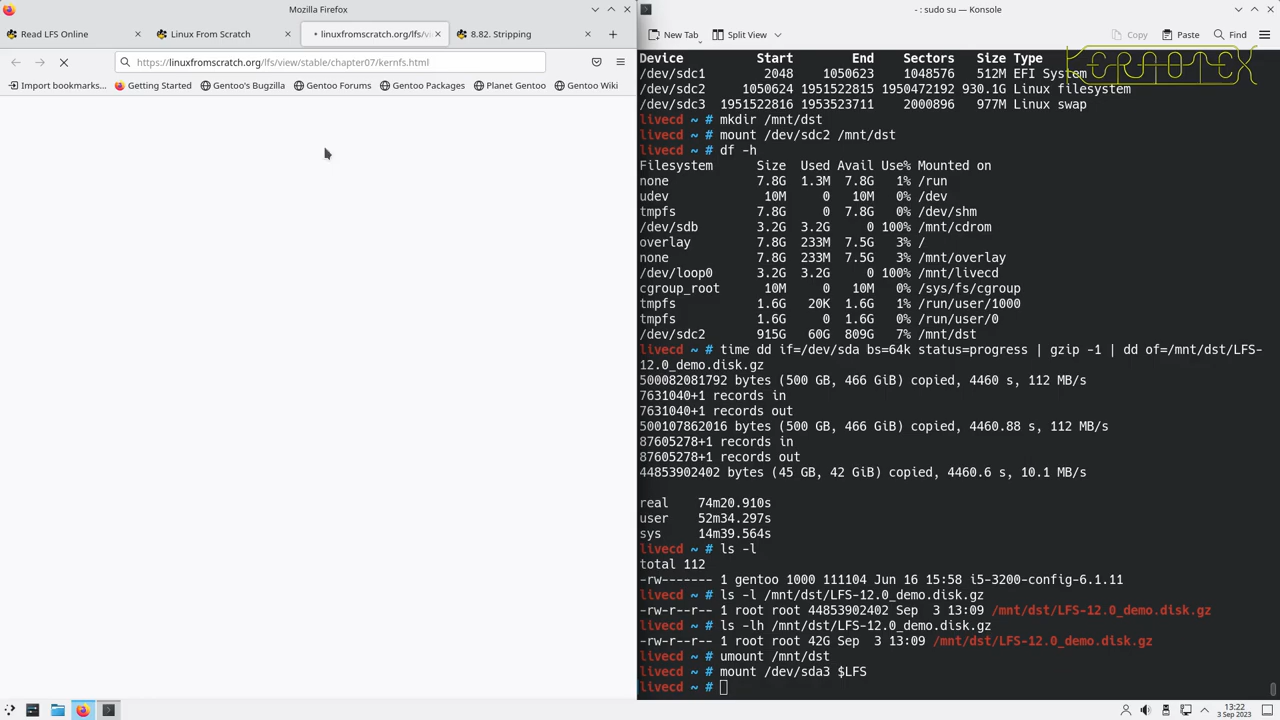 Mozilla Firefox
Read LFS Online
Linux From Scratch
linuxfromscratch.org/lfs/vi
8.82. Stripping
https://linuxfromscratch.org/lfs/view/stable/chapter07/kernfs.html
Import bookmarks...
Getting Started
Gentoo's Bugzilla
Gentoo Forums
Gentoo Packages
Planet Gentoo
Gentoo Wiki
- : sudo su — Konsole
New Tab
Split View
Copy
Paste
Find
KERNOTEX
Device Start End Sectors Size Type
/dev/sdc1 2048 1050623 1048576 512M EFI System
/dev/sdc2 1050624 1951522815 1950472192 930.1G Linux filesystem
/dev/sdc3 1951522816 1953523711 2000896 977M Linux swap
livecd ~ # mkdir /mnt/dst
livecd ~ # mount /dev/sdc2 /mnt/dst
livecd ~ # df -h
Filesystem Size Used Avail Use% Mounted on
none 7.8G 1.3M 7.8G 1% /run
udev 10M 0 10M 0% /dev
tmpfs 7.8G 0 7.8G 0% /dev/shm
/dev/sdb 3.2G 3.2G 0 100% /mnt/cdrom
overlay 7.8G 233M 7.5G 3% /
none 7.8G 233M 7.5G 3% /mnt/overlay
/dev/loop0 3.2G 3.2G 0 100% /mnt/livecd
cgroup_root 10M 0 10M 0% /sys/fs/cgroup
tmpfs 1.6G 20K 1.6G 1% /run/user/1000
tmpfs 1.6G 0 1.6G 0% /run/user/0
/dev/sdc2 915G 60G 809G 7% /mnt/dst
livecd ~ # time dd if=/dev/sda bs=64k status=progress | gzip -1 | dd of=/mnt/dst/LFS-
12.0_demo.disk.gz
500082081792 bytes (500 GB, 466 GiB) copied, 4460 s, 112 MB/s
7631040+1 records in
7631040+1 records out
500107862016 bytes (500 GB, 466 GiB) copied, 4460.88 s, 112 MB/s
87605278+1 records in
87605278+1 records out
44853902402 bytes (45 GB, 42 GiB) copied, 4460.6 s, 10.1 MB/s
real 74m20.910s
user 52m34.297s
sys 14m39.564s
livecd ~ # ls -l
total 112
-rw------- 1 gentoo 1000 111104 Jun 16 15:58 i5-3200-config-6.1.11
livecd ~ # ls -l /mnt/dst/LFS-12.0_demo.disk.gz
-rw-r--r-- 1 root root 44853902402 Sep 3 13:09 /mnt/dst/LFS-12.0_demo.disk.gz
livecd ~ # ls -lh /mnt/dst/LFS-12.0_demo.disk.gz
-rw-r--r-- 1 root root 42G Sep 3 13:09 /mnt/dst/LFS-12.0_demo.disk.gz
livecd ~ # umount /mnt/dst
livecd ~ # mount /dev/sda3 $LFS
livecd ~ #
13:22
3 Sep 2023